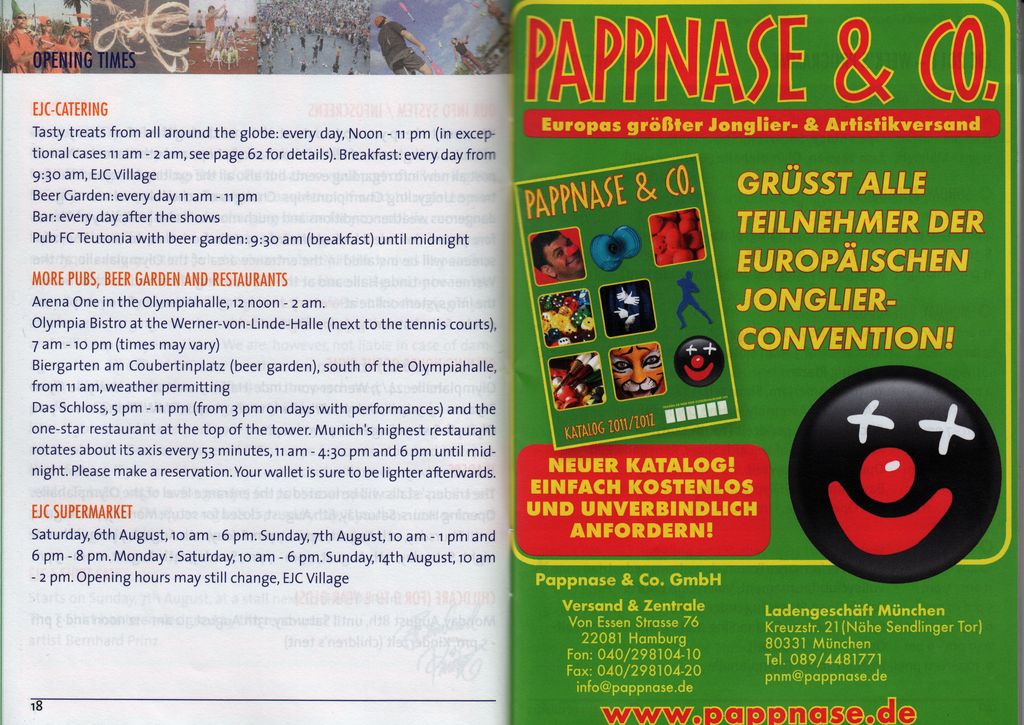 OPENING TIMES
EJC-CATERING
Tasty treats from all around the globe: every day, Noon - 11 pm (in excep-
tional cases 11 am - 2 am, see page 62 for details). Breakfast: every day from
9:30 am, EJC Village
Beer Garden: every day 11 am - 11 pm
Bar: every day after the shows
Pub FC Teutonia with beer garden: 9:30 am (breakfast) until midnight
MORE PUBS, BEER GARDEN AND RESTAURANTS
Arena One in the Olympiahalle, 12 noon - 2 am.
Olympia Bistro at the Werner-von-Linde-Halle (next to the tennis courts),
7 am - 10 pm (times may vary)
Biergarten am Coubertinplatz (beer garden), south of the Olympiahalle,
from 11 am, weather permitting
Das Schloss, 5 pm - 11 pm (from 3 pm on days with performances) and the
one-star restaurant at the top of the tower. Munich's highest restaurant
rotates about its axis every 53 minutes, 11 am - 4:30 pm and 6 pm until mid-
night. Please make a reservation. Your wallet is sure to be lighter afterwards.
EJC SUPERMARKET
Saturday, 6th August, 10 am - 6 pm. Sunday, 7th August, 10 am - 1 pm and
6 pm - 8 pm. Monday - Saturday, 10 am - 6 pm. Sunday, 14th August, 10 am
- 2 pm. Opening hours may still change, EJC Village
18
PAPPNASE & CO.
Europas größter Jonglier- & Artistikversand
PAPPNASE & CO.
KATALOG 2011/2012
GRÜSST ALLE
TEILNEHMER DER
EUROPÄISCHEN
JONGLIER-
CONVENTION!
NEUER KATALOG!
EINFACH KOSTENLOS
UND UNVERBINDLICH
ANFORDERN!
Pappnase & Co. GmbH
Versand & Zentrale
Von Essen Strasse 76
22081 Hamburg
Fon: 040/298104-10
Fax: 040/298104-20
info@pappnase.de
Ladengeschäft München
Kreuzstr. 21(Nähe Sendlinger Tor)
80331 München
Tel. 089/4481771
pnm@pappnase.de
www.pappnase.de